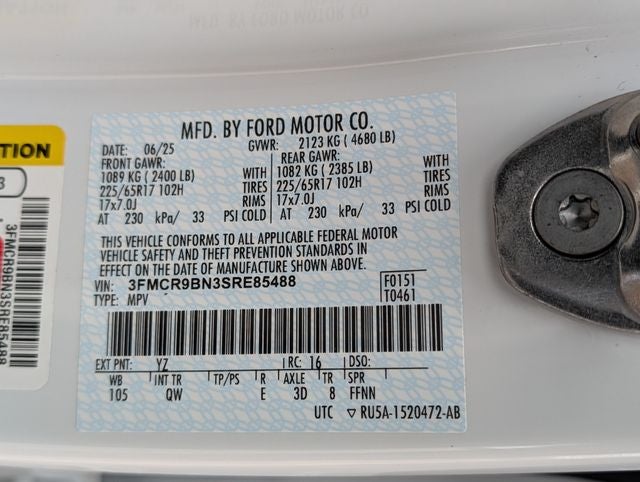 MFD. BY FORD MOTOR CO.
DATE: 06/25 GVWR: 2123 KG ( 4680 LB)
FRONT GAWR: REAR GAWR:
1089 KG ( 2400 LB) 1082 KG ( 2385 LB)
225/65R17 102H TIRES 225/65R17 102H TIRES
17x7.0J RIMS 17x7.0J RIMS
AT 230 kPa/ 33 PSI COLD AT 230 kPa/ 33 PSI COLD
THIS VEHICLE CONFORMS TO ALL APPLICABLE FEDERAL MOTOR
VEHICLE SAFETY AND THEFT PREVENTION STANDARDS IN
EFFECT ON THE DATE OF MANUFACTURE SHOWN ABOVE.
VIN: 3FMCR9BN3SRE85488 F0151
TYPE: MPV T0461
EXT PNT: YZ RC: 16 DSO:
WB INT TR TP/PS R AXLE TR SPR
105 QW E 3D 8 FFNN
UTC ▽ RU5A-1520472-AB
TION
3
3FMCR9BN3SRE85488